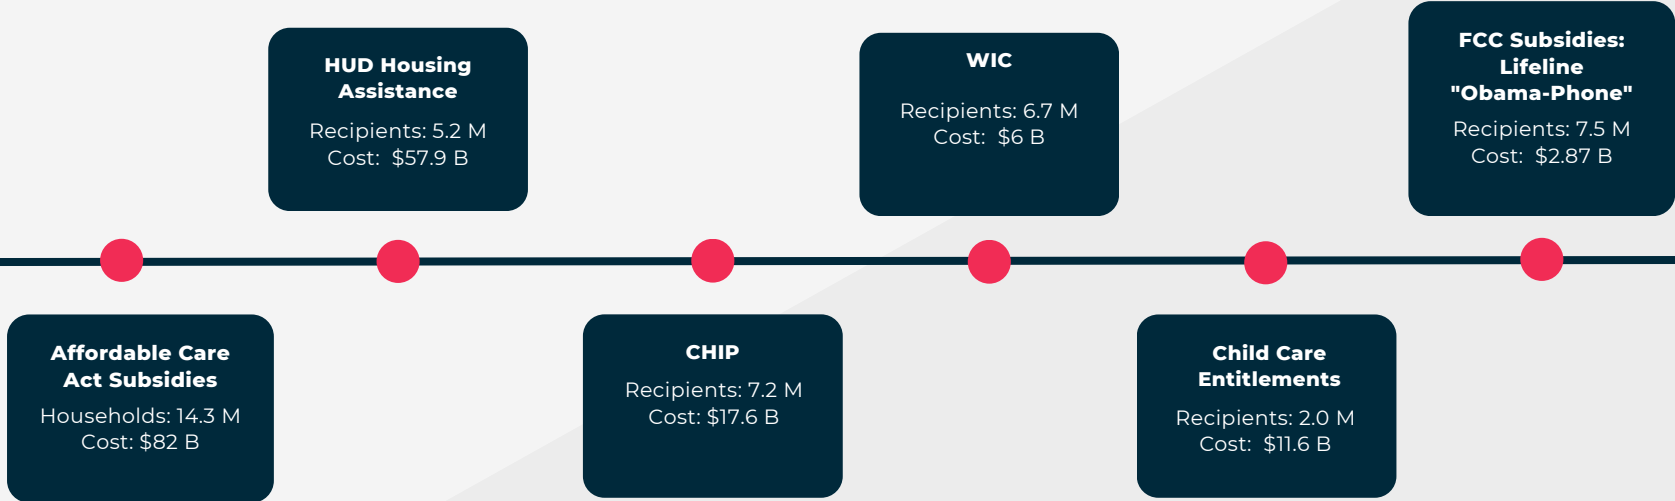 Affordable Care
Act Subsidies
Households: 14.3 M
Cost: $82 B
HUD Housing
Assistance
Recipients: 5.2 M
Cost:  $57.9 B
CHIP
Recipients: 7.2 M
Cost: $17.6 B
WIC
Recipients: 6.7 M
Cost:  $6 B
Child Care
Entitlements
Recipients: 2.0 M
Cost:  $11.6 B
FCC Subsidies:
Lifeline
"Obama-Phone"
Recipients: 7.5 M
Cost:  $2.87 B